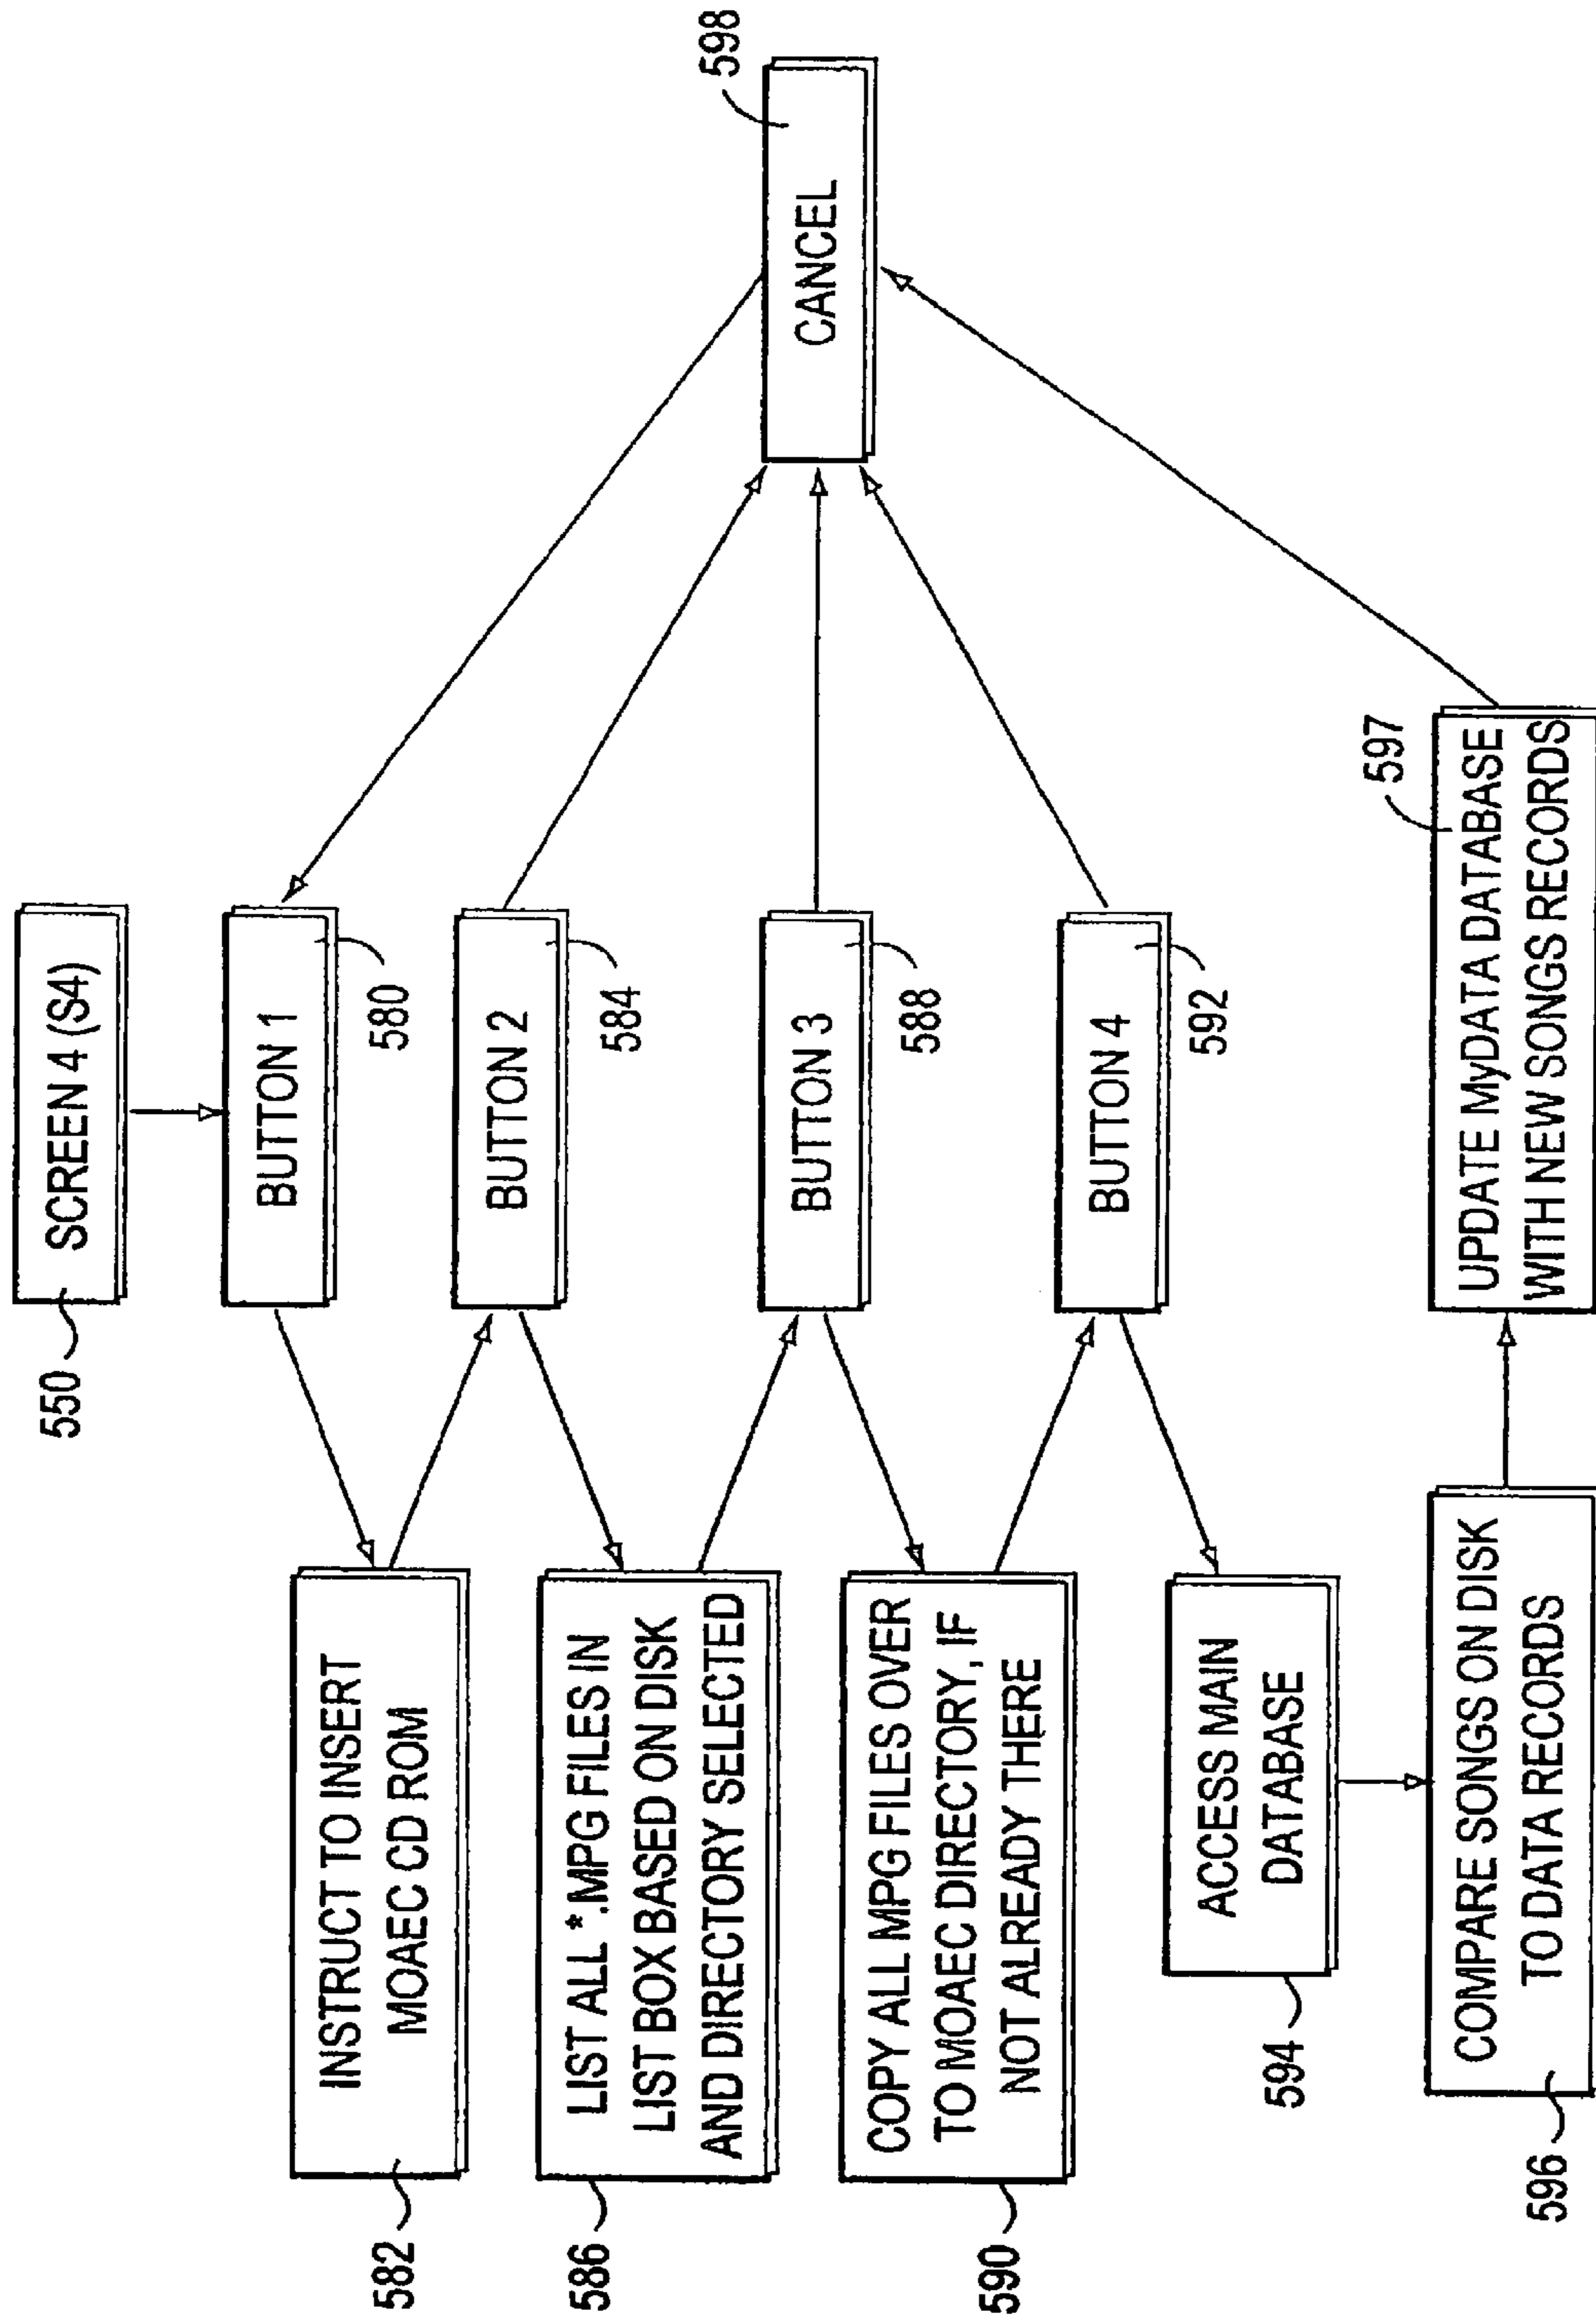 550
SCREEN 4 (S4)
BUTTON 1
580
INSTRUCT TO INSERT
MOAEC CD ROM
582
BUTTON 2
584
LIST ALL *.MPG FILES IN
LIST BOX BASED ON DISK
AND DIRECTORY SELECTED
586
BUTTON 3
588
CANCEL
598
COPY ALL MPG FILES OVER
TO MOAEC DIRECTORY, IF
NOT ALREADY THERE
590
BUTTON 4
592
ACCESS MAIN
DATABASE
594
COMPARE SONGS ON DISK
TO DATA RECORDS
596
597
UPDATE MyDATA DATABASE
WITH NEW SONGS RECORDS